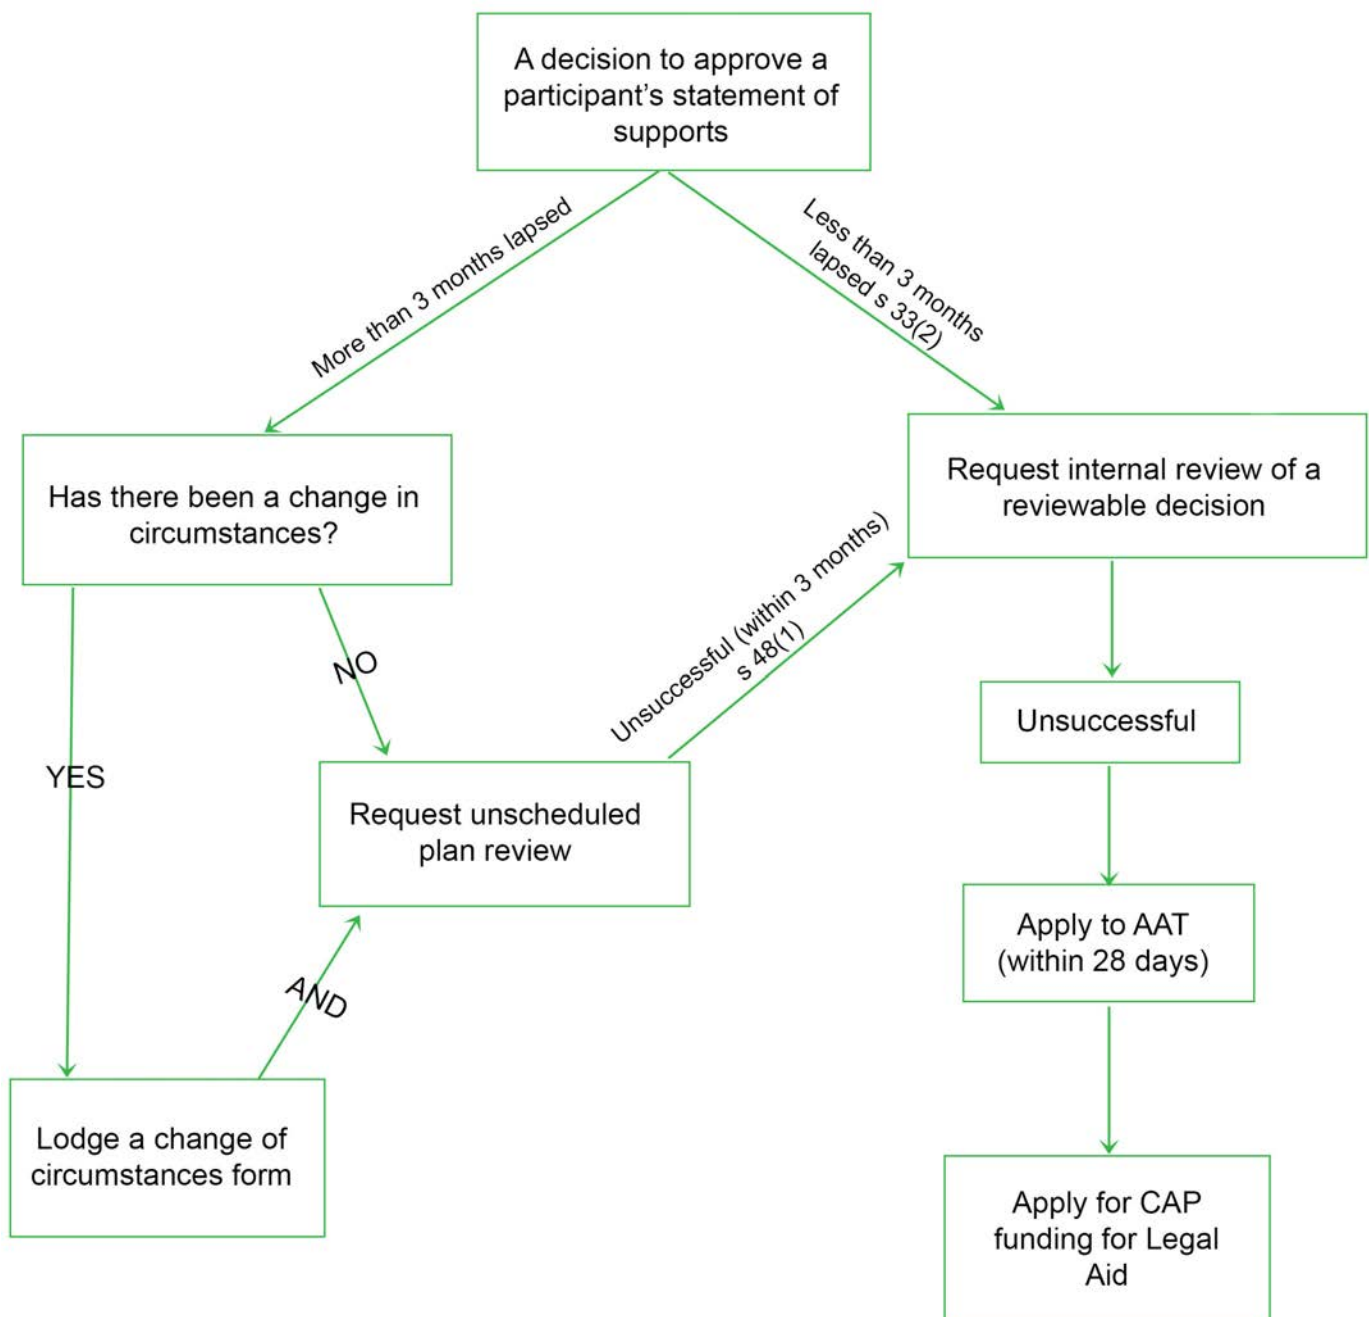 A decision to approve a
participant’s statement of
supports
More than 3 months lapsed
Less than 3 months
lapsed s 33(2)
Has there been a change in
circumstances?
Request internal review of a
reviewable decision
Unsuccessful (within 3 months)
s 48(1)
NO
YES
Unsuccessful
Request unscheduled
plan review
Apply to AAT
(within 28 days)
AND
Lodge a change of
circumstances form
Apply for CAP
funding for Legal
Aid